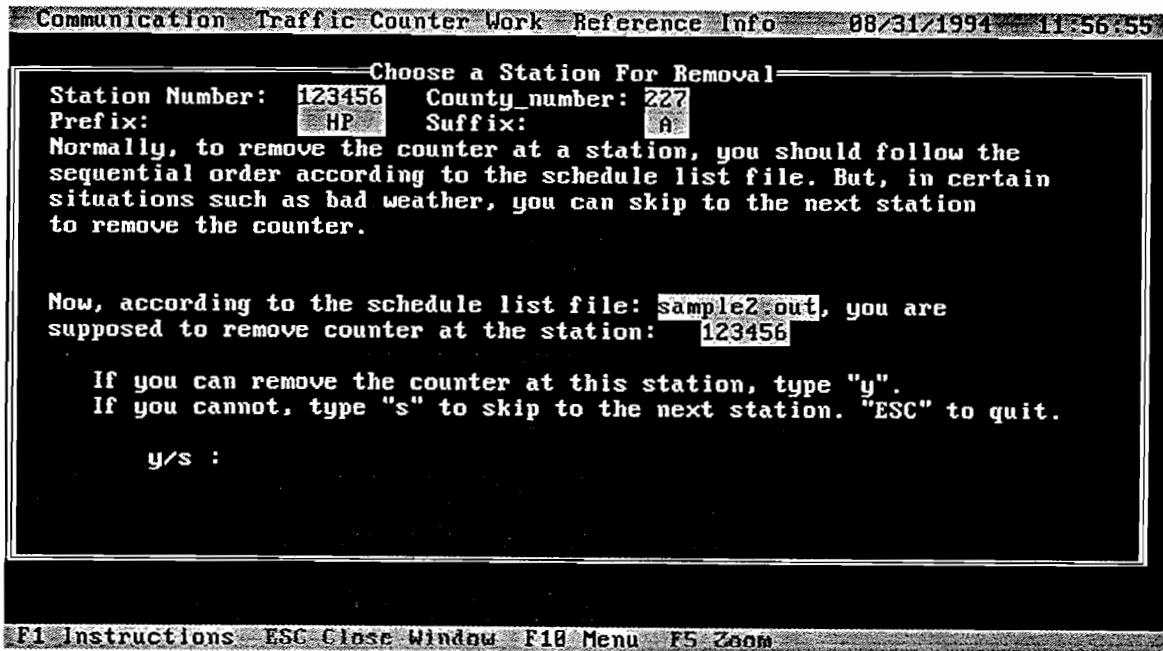 Communication Traffic Counter Work Reference Info 08/31/1994 11:56:55
Choose a Station For Removal
Station Number: 123456 County_number: 227
Prefix: HP Suffix: A
Normally, to remove the counter at a station, you should follow the
sequential order according to the schedule list file. But, in certain
situations such as bad weather, you can skip to the next station
to remove the counter.
Now, according to the schedule list file: sample2.out, you are
supposed to remove counter at the station: 123456
If you can remove the counter at this station, type "y".
If you cannot, type "s" to skip to the next station. "ESC" to quit.
y/s :
F1 Instructions ESC Close Window F10 Menu F5 Zoom